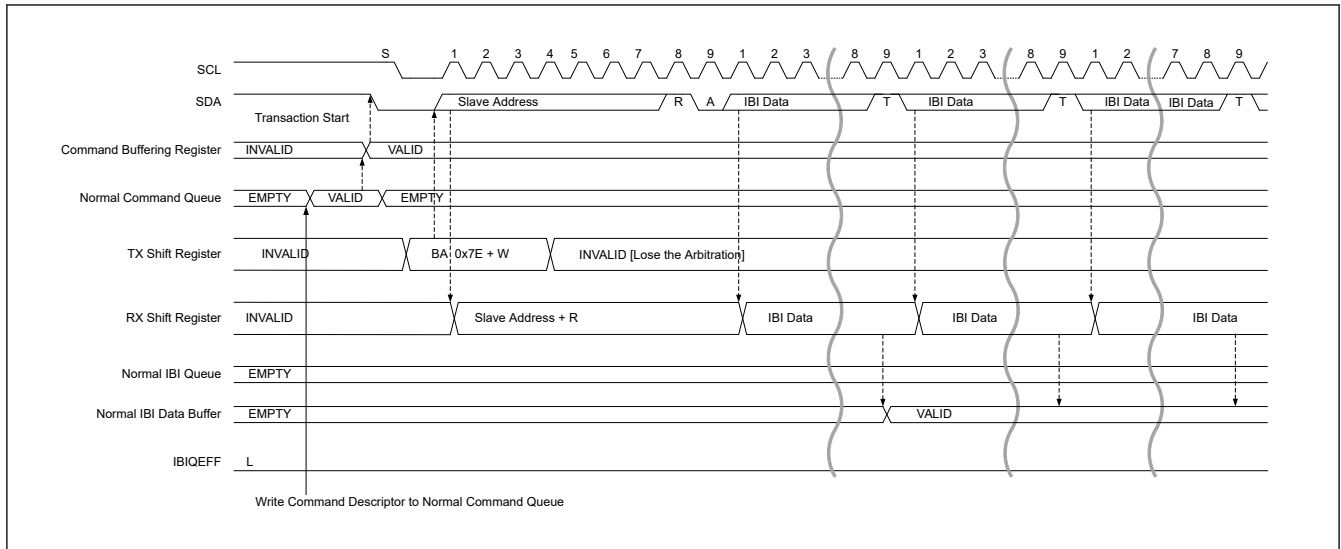 S 1 2 3 4 5 6 7 8 9 1 2 3 8 9 1 2 3 8 9 1 2 7 8 9
SCL
SDA Slave Address R A IBI Data T IBI Data T IBI Data IBI Data T
Transaction Start
Command Buffering Register INVALID VALID
Normal Command Queue EMPTY VALID EMPTY
TX Shift Register INVALID BA 0x7E + W INVALID [Lose the Arbitration]
RX Shift Register INVALID Slave Address + R IBI Data IBI Data IBI Data
Normal IBI Queue EMPTY
Normal IBI Data Buffer EMPTY VALID
IBIQEFF L
Write Command Descriptor to Normal Command Queue